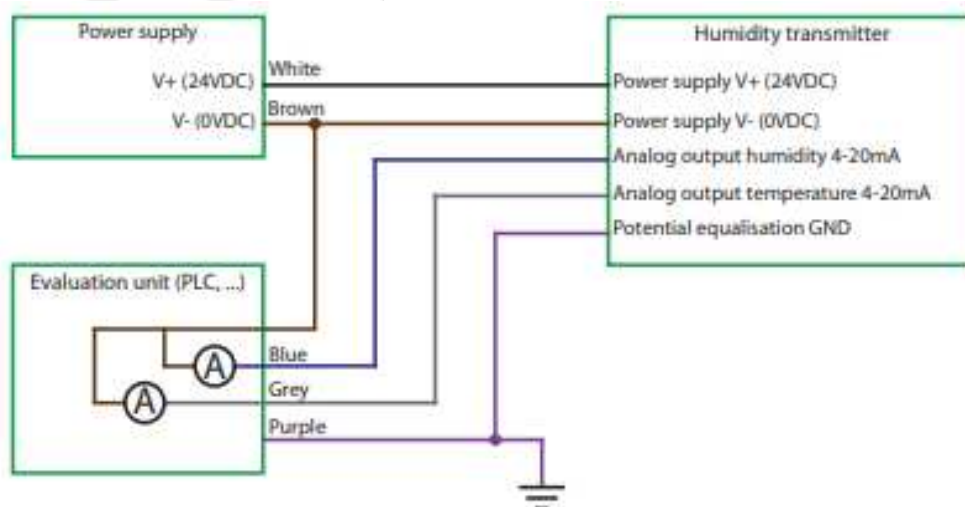 Power supply
V+ (24VDC)
V- (0VDC)
White
Brown
Humidity transmitter
Power supply V+ (24VDC)
Power supply V- (0VDC)
Analog output humidity 4-20mA
Analog output temperature 4-20mA
Potential equalisation GND
Evaluation unit (PLC, ...)
A
A
Blue
Grey
Purple